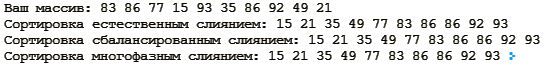 Ваш массив: 83 86 77 15 93 35 86 92 49 21
Сортировка естественным слиянием: 15 21 35 49 77 83 86 86 92 93
Сортировка сбалансированным слиянием: 15 21 35 49 77 83 86 86 92 93
Сортировка многофазным слиянием: 15 21 35 49 77 83 86 86 92 93